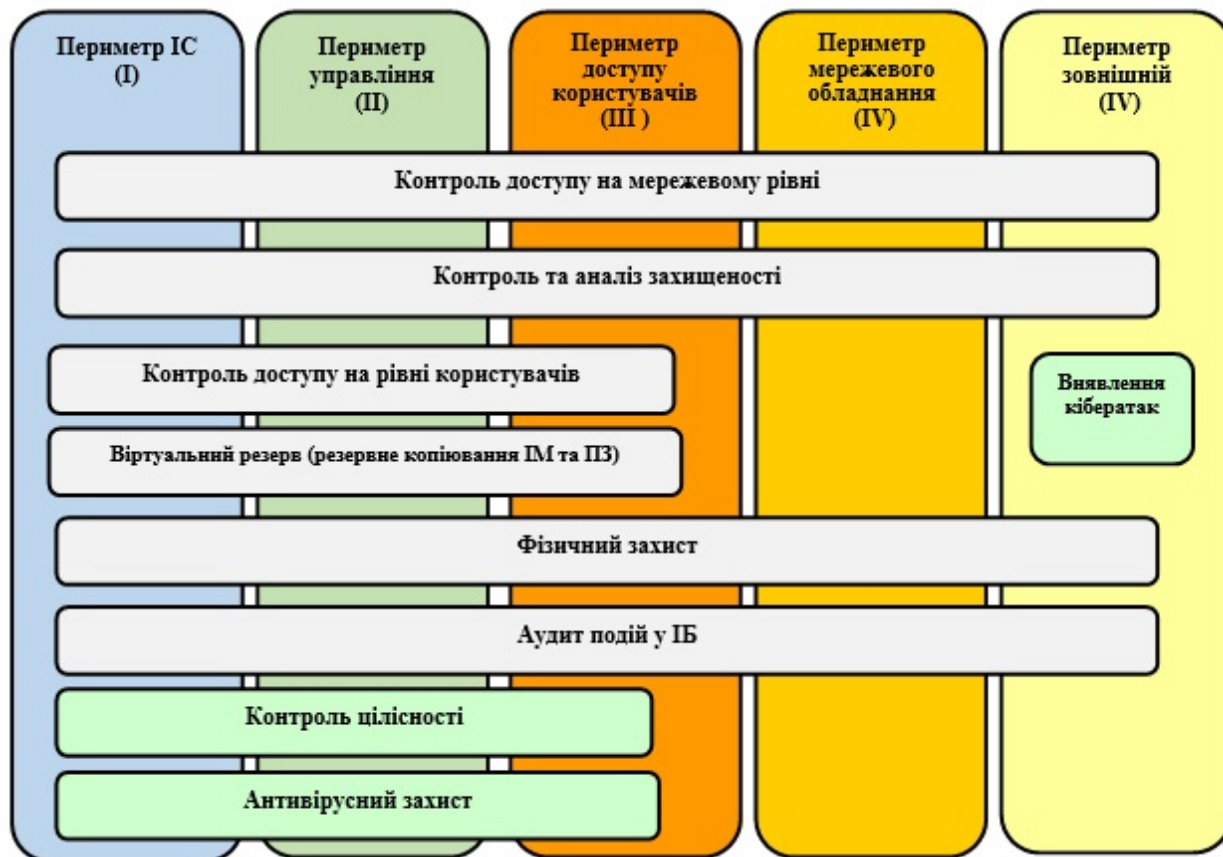 Периметр ІС
(І)
Периметр
управління
(ІІ)
Периметр
доступу
користувачів
(ІІІ )
Периметр
мережевого
обладнання
(IV)
Периметр
зовнішній
(IV)
Контроль доступу на мережевому рівні
Контроль та аналіз захищеності
Контроль доступу на рівні користувачів
Виявлення
кібератак
Віртуальний резерв (резервне копіювання ІМ та ПЗ)
Фізичний захист
Аудит подій у ІБ
Контроль цілісності
Антивірусний захист